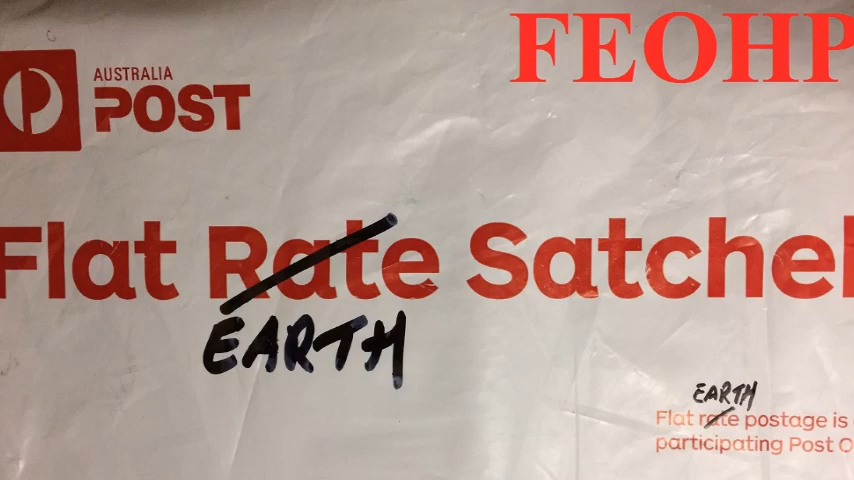 FEOHP
AUSTRALIA
POST
Flat Rate Satchel
EARTH
EARTH
Flat rate postage is
participating Post O